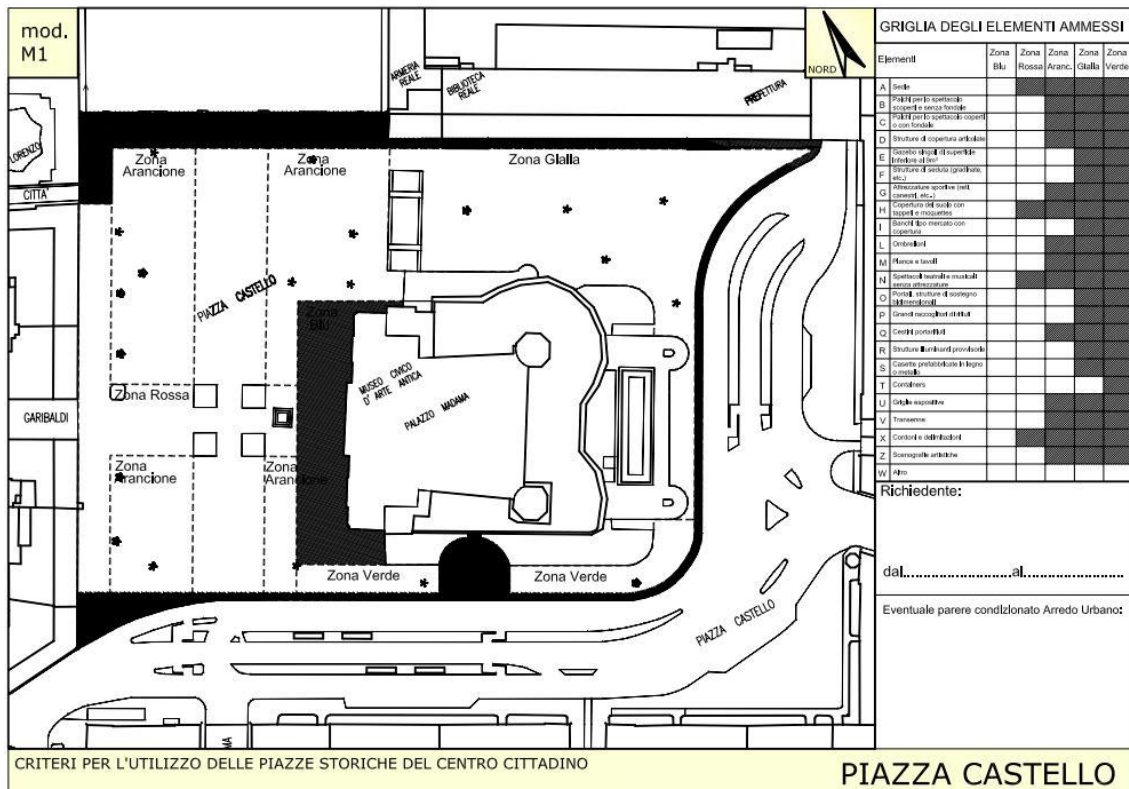 mod.
M1
NORD
ARMERIA
REALE
BIBLIOTECA
REALE
PREFETTURA
LORENZO
CITTA'
Zona
Arancione
Zona
Arancione
Zona Gialla
PIAZZA CASTELLO
Zona
Blu
MUSEO CIVICO
D' ARTE ANTICA
PALAZZO MADAMA
Zona Rossa
GARIBALDI
Zona
Arancione
Zona
Arancione
Zona Verde
Zona Verde
PIAZZA CASTELLO
MA
GRIGLIA DEGLI ELEMENTI AMMESSI
Elementi
Zona Blu
Zona Rossa
Zona Aranc.
Zona Gialla
Zona Verde
A Sedie
B Palchi per lo spettacolo scoperti e senza fondale
C Palchi per lo spettacolo coperti o con fondale
D Strutture di copertura articolate
E Gazebo singoli di superficie inferiore ai 9m²
F Strutture di seduta (gradinate, etc.)
G Attrezzature sportive (reti, canestri, etc.)
H Copertura del suolo con tappeti e moquettes
I Banchi tipo mercato con copertura
L Ombrelloni
M Plance e tavoli
N Spettacoli teatrali e musicali senza attrezzature
O Portali, strutture di sostegno bidimensionali
P Grandi raccoglitori di rifiuti
Q Cestini portarifiuti
R Strutture illuminanti provvisorie
S Casette prefabbricate in legno o metallo
T Containers
U Griglie espositive
V Transenne
X Cordoni e delimitazioni
Z Scenografie artistiche
W Altro
Richiedente:
dal....................al....................
Eventuale parere condizionato Arredo Urbano:
CRITERI PER L'UTILIZZO DELLE PIAZZE STORICHE DEL CENTRO CITTADINO
PIAZZA CASTELLO